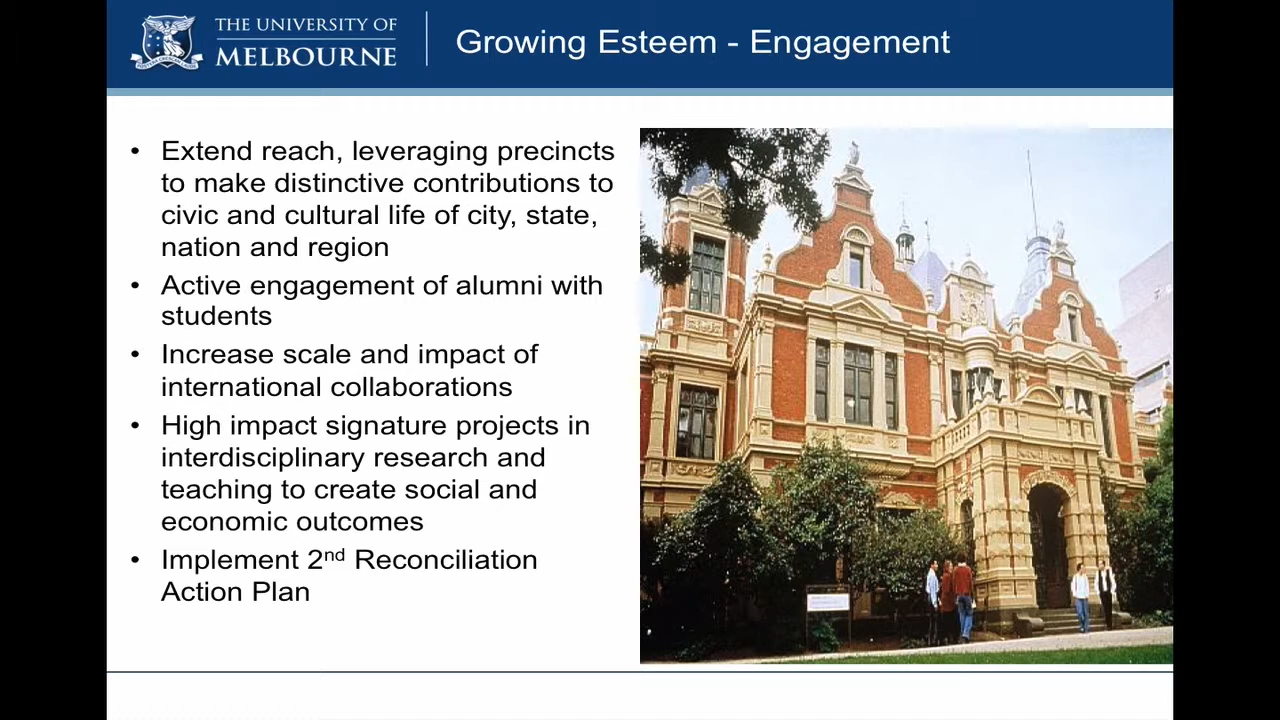 THE UNIVERSITY OF
MELBOURNE
Growing Esteem - Engagement
• Extend reach, leveraging precincts
to make distinctive contributions to
civic and cultural life of city, state,
nation and region
• Active engagement of alumni with
students
• Increase scale and impact of
international collaborations
• High impact signature projects in
interdisciplinary research and
teaching to create social and
economic outcomes
• Implement 2nd Reconciliation
Action Plan